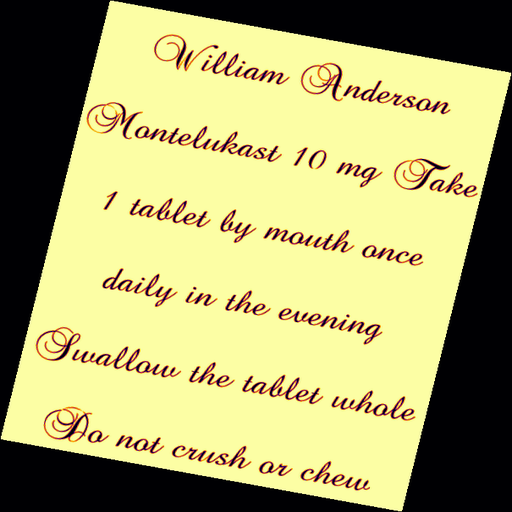 William Anderson
Montelukast 10 mg Take
1 tablet by mouth once
daily in the evening
Swallow the tablet whole
Do not crush or chew